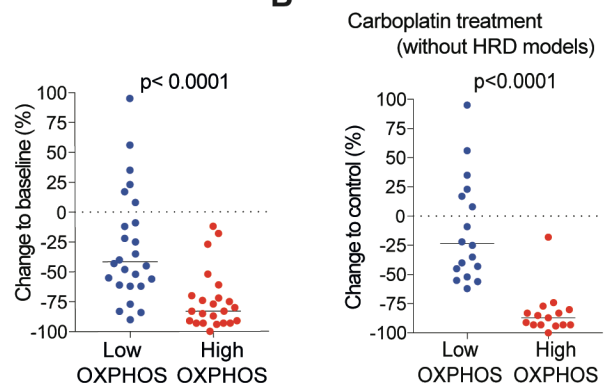 Carboplatin treatment
(without HRD models)
p< 0.0001
Change to baseline (%)
100
75
50
25
0
-25
-50
-75
-100
Low
OXPHOS
High
OXPHOS
p<0.0001
Change to control (%)
100
75
50
25
0
-25
-50
-75
-100
Low
OXPHOS
High
OXPHOS